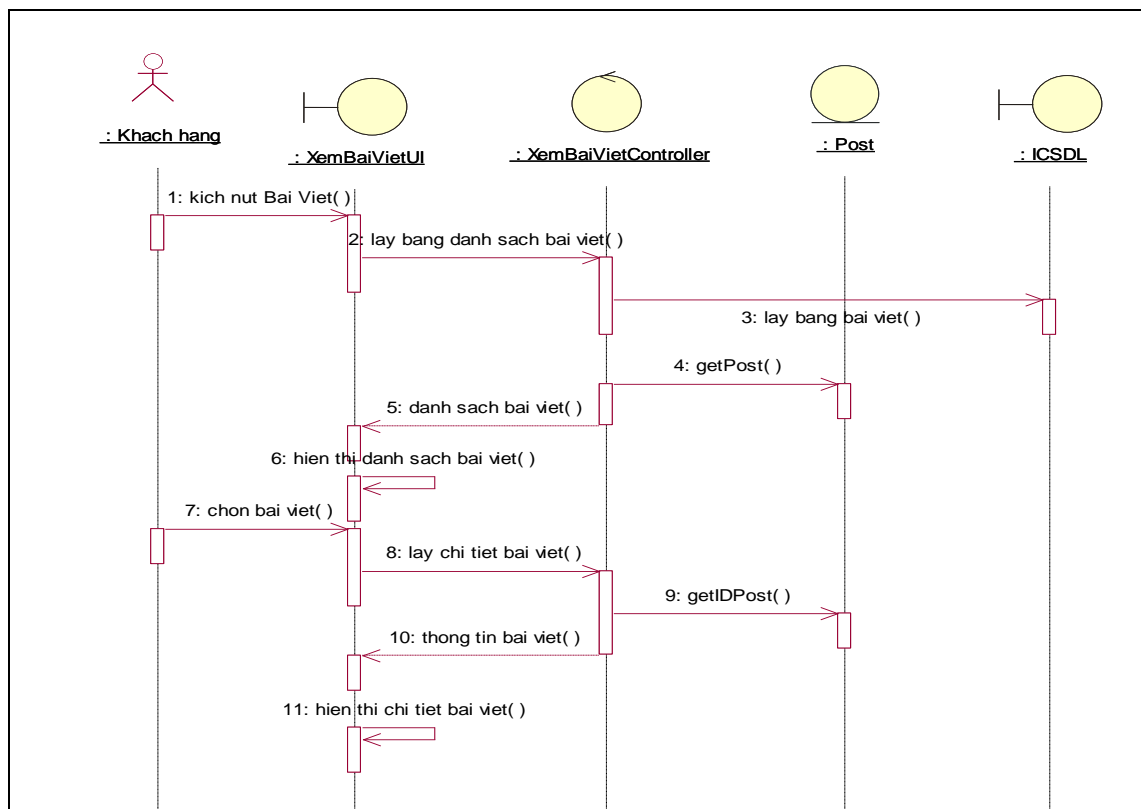 : Khach hang
: XemBaiVietUI
: XemBaiVietController
: Post
: ICSDL
1: kich nut Bai Viet( )
2: lay bang danh sach bai viet( )
3: lay bang bai viet( )
4: getPost( )
5: danh sach bai viet( )
6: hien thi danh sach bai viet( )
7: chon bai viet( )
8: lay chi tiet bai viet( )
9: getIDPost( )
10: thong tin bai viet( )
11: hien thi chi tiet bai viet( )